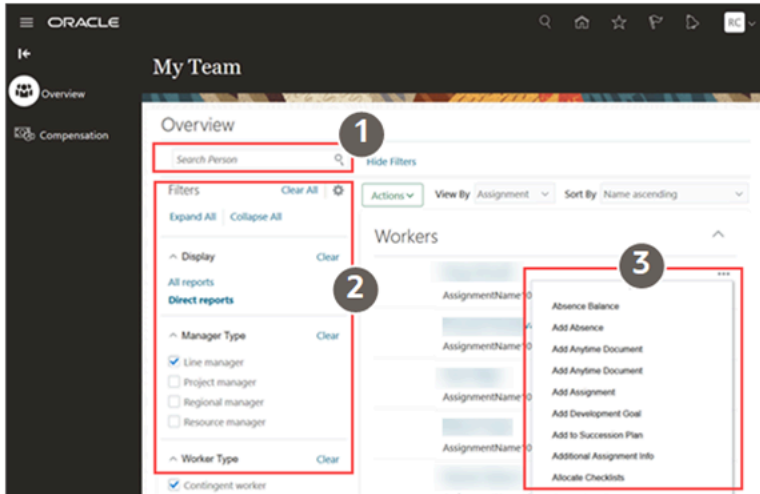 ORACLE
RC
My Team
Overview
Compensation
Overview
1
Search Person
Hide Filters
Filters
Clear All
Actions
View By Assignment
Sort By Name ascending
Expand All
Collapse All
Workers
Display
Clear
All reports
Direct reports
2
Manager Type
Clear
Line manager
Project manager
Regional manager
Resource manager
Worker Type
Clear
Contingent worker
AssignmentName10
AssignmentName10
AssignmentName10
AssignmentName10
3
Absence Balance
Add Absence
Add Anytime Document
Add Anytime Document
Add Assignment
Add Development Goal
Add to Succession Plan
Additional Assignment Info
Allocate Checklists